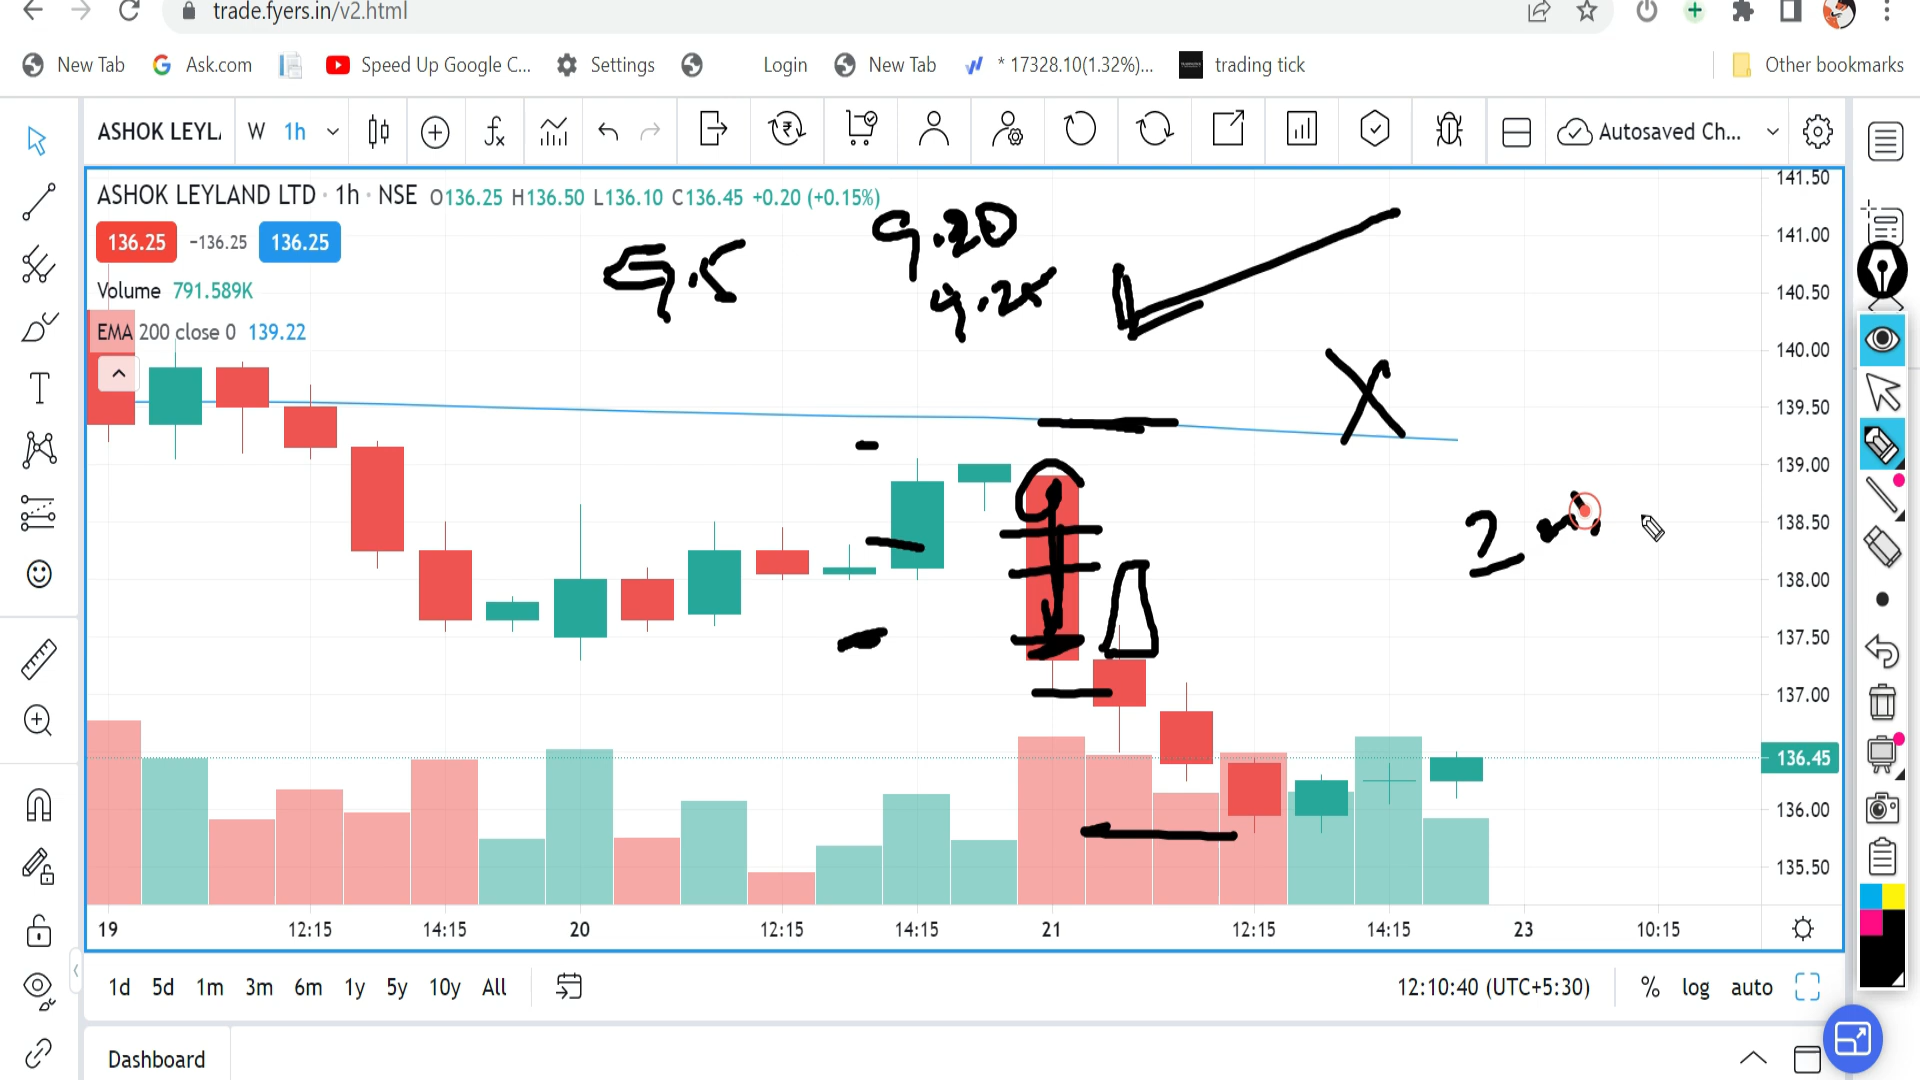 trade.fyers.in/v2.html
New Tab Ask.com Speed Up Google C... Settings Login New Tab * 17328.10(1.32%)... trading tick Other bookmarks
ASHOK LEYL W 1h Autosaved Ch...
ASHOK LEYLAND LTD · 1h · NSE O136.25 H136.50 L136.10 C136.45 +0.20 (+0.15%)
136.25 −136.25 136.25
Volume 791.589K
EMA 200 close 0 139.22
9.20
141.50
141.00
140.50
140.00
139.50
139.00
138.50
138.00
137.50
137.00
136.45
136.00
135.50
19 12:15 14:15 20 12:15 14:15 21 12:15 14:15 23 10:15
1d 5d 1m 3m 6m 1y 5y 10y All 12:10:40 (UTC+5:30) % log auto
Dashboard